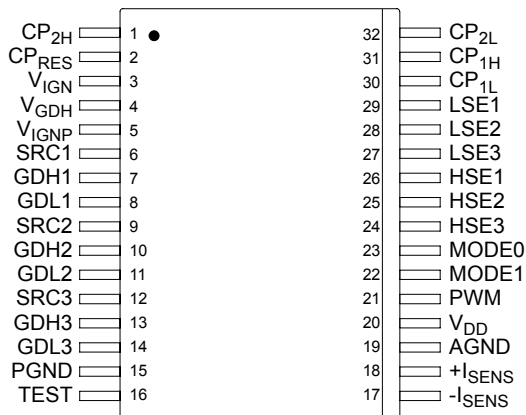 CP2H 1 32 CP2L
CPRES 2 31 CP1H
VIGN 3 30 CP1L
VGDH 4 29 LSE1
VIGNP 5 28 LSE2
SRC1 6 27 LSE3
GDH1 7 26 HSE1
GDL1 8 25 HSE2
SRC2 9 24 HSE3
GDH2 10 23 MODE0
GDL2 11 22 MODE1
SRC3 12 21 PWM
GDH3 13 20 VDD
GDL3 14 19 AGND
PGND 15 18 +ISENS
TEST 16 17 -ISENS